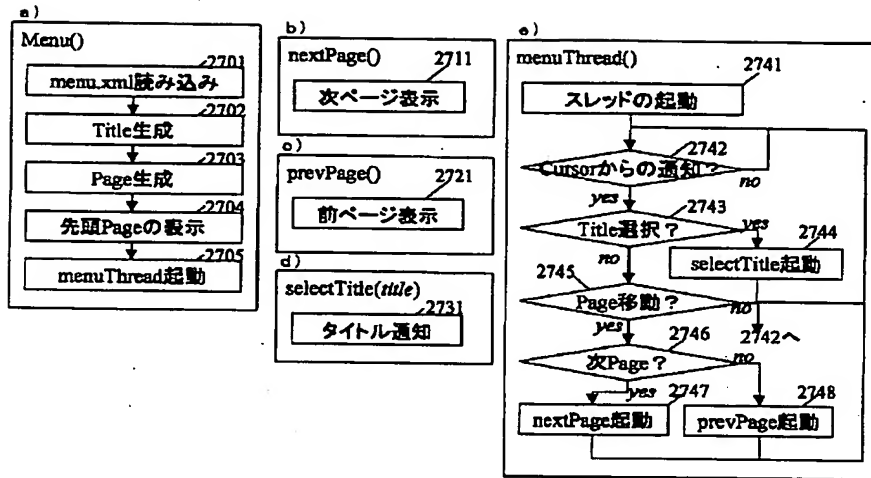 a)
Menu()
2701
menu.xml読み込み
2702
Title生成
2703
Page生成
2704
先頭Pageの表示
2705
menuThread起動
b)
nextPage()
2711
次ページ表示
c)
prevPage()
2721
前ページ表示
d)
selectTitle(title)
2731
タイトル通知
e)
menuThread()
2741
スレッドの起動
2742
Cursorからの通知?
no
yes
2743
Title選択?
yes
2744
no
selectTitle起動
2745
Page移動?
no
yes
2746
2742へ
次Page?
no
yes
2747
2748
nextPage起動
prevPage起動